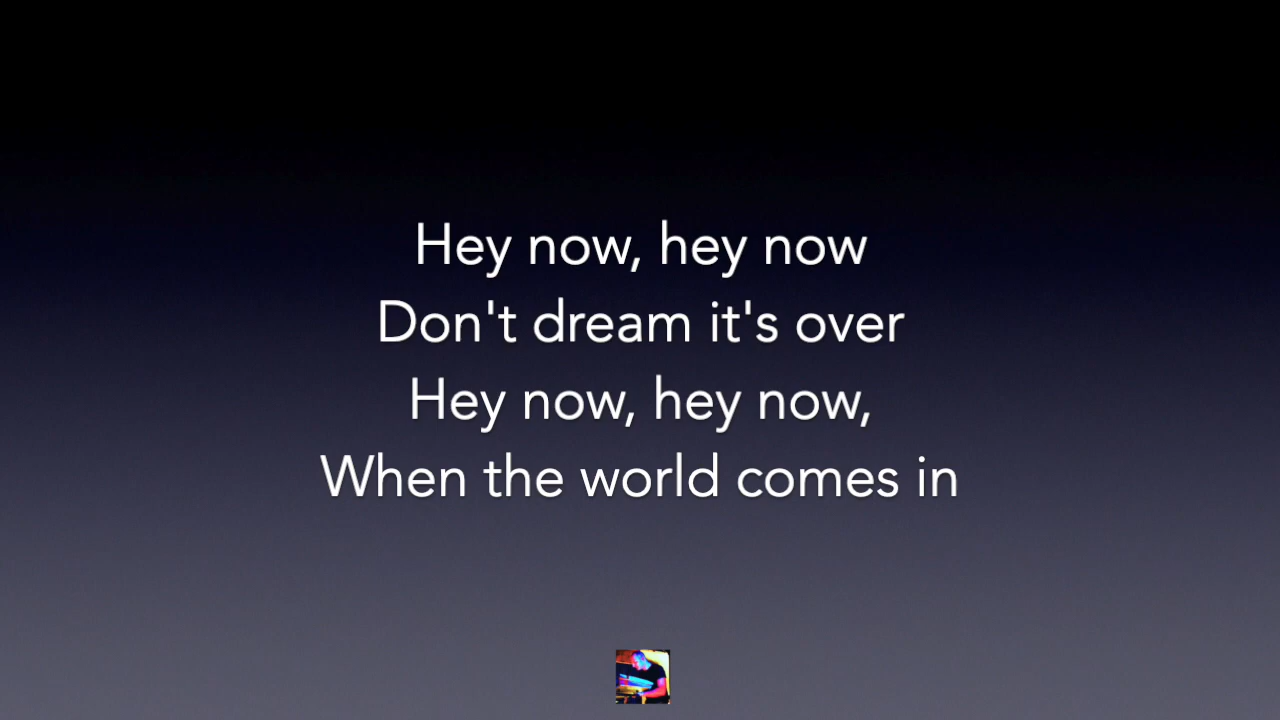 Hey now, hey now
Don't dream it's over
Hey now, hey now,
When the world comes in